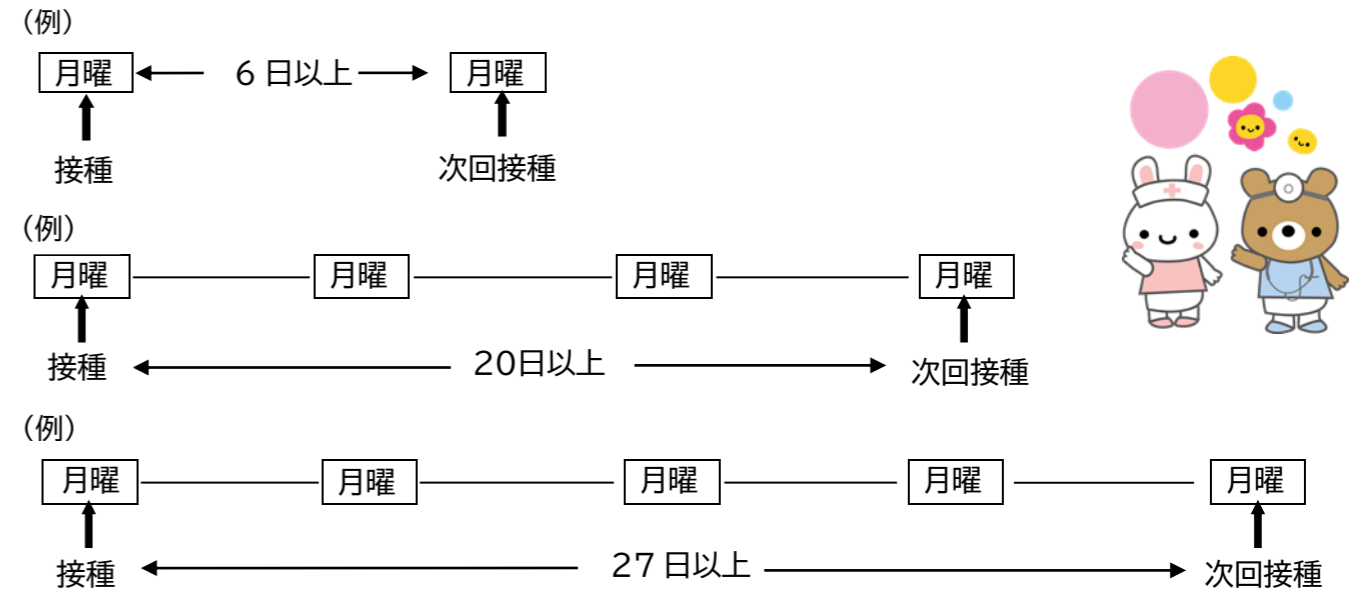 （例）
月曜 6日以上 月曜
接種 次回接種
（例）
月曜 月曜 月曜 月曜
接種 20日以上 次回接種
（例）
月曜 月曜 月曜 月曜 月曜
接種 27日以上 次回接種